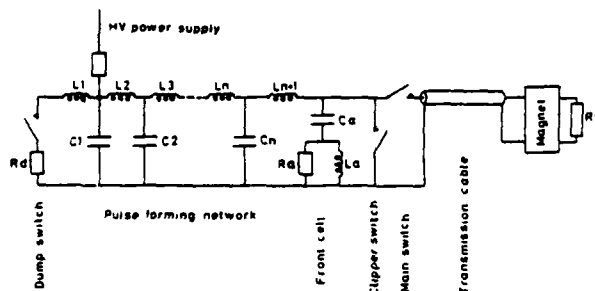 HV power supply
L1 L2 L3 Ln Ln+1
C1 C2 Cn Ca
Rd Ra La
Magnet
R
Pulse forming network
Dump switch
Front cell
Clipper switch
Main switch
Transmission cable